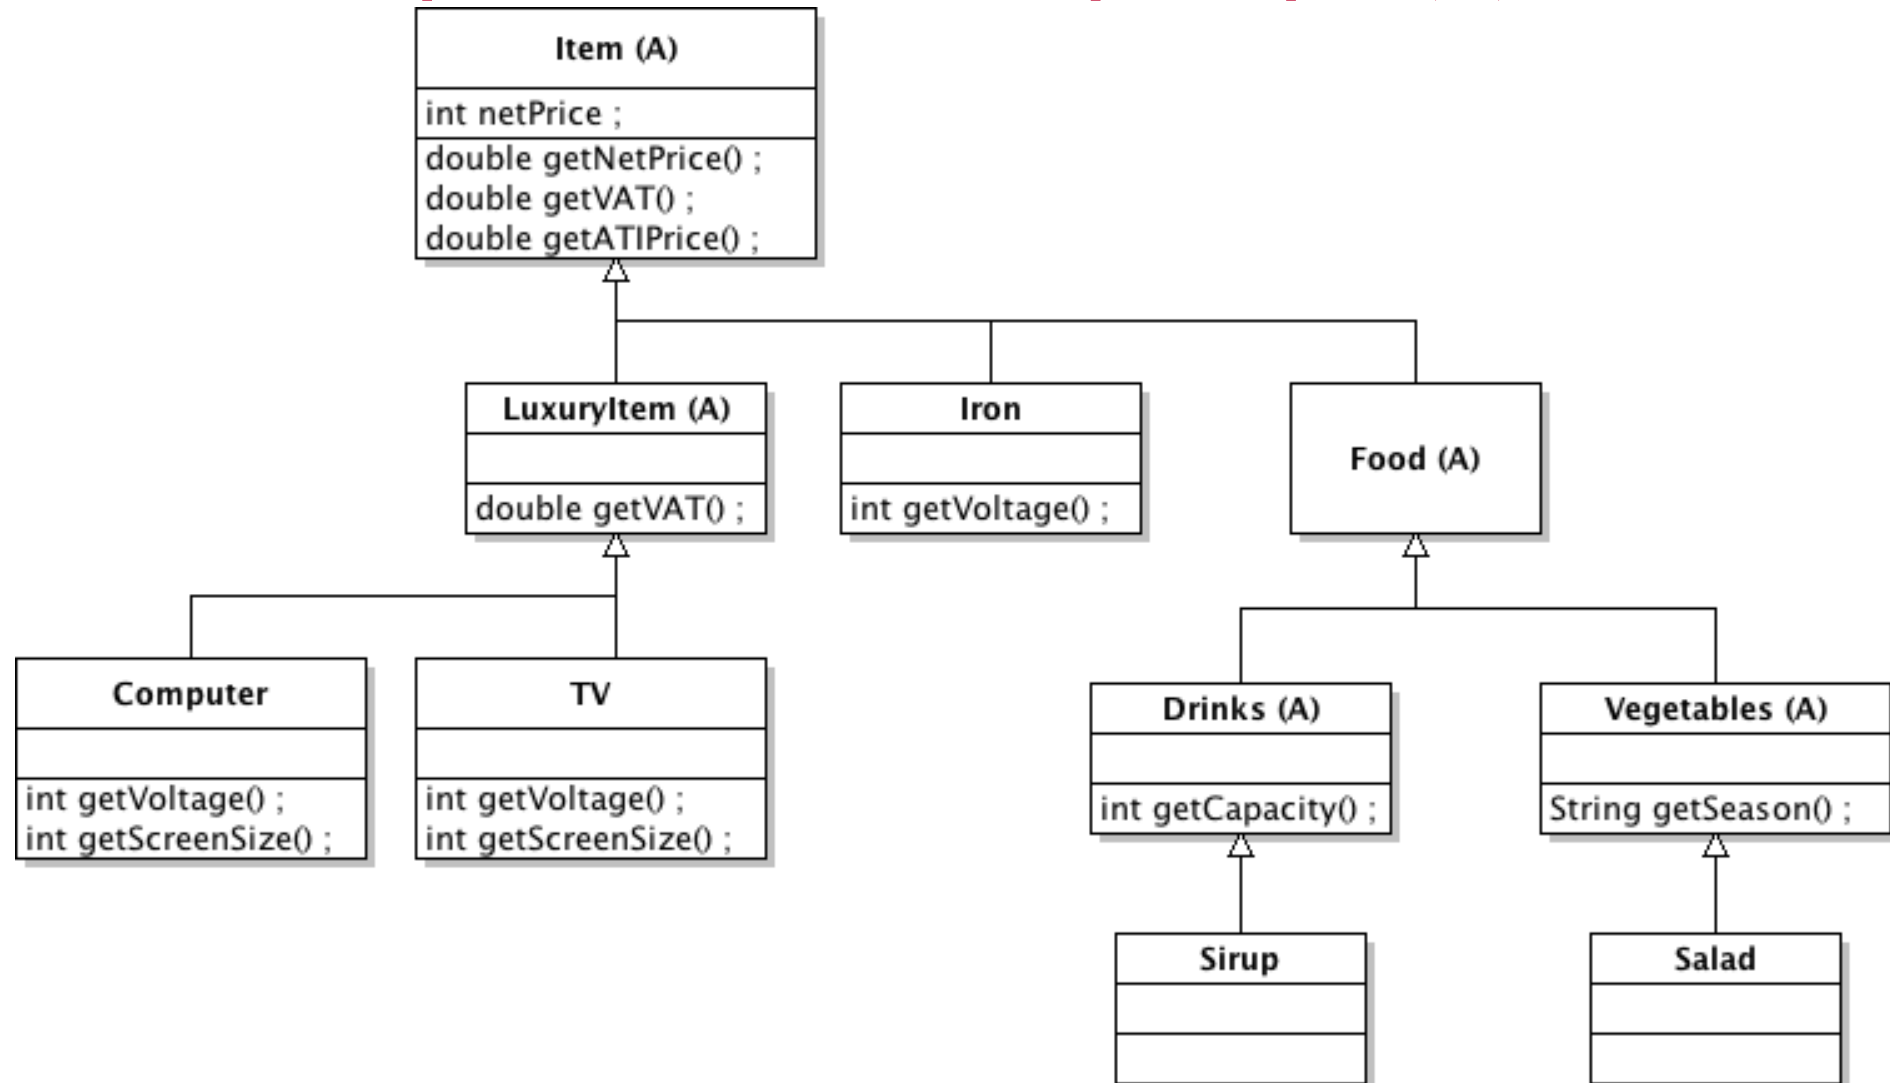 Item (A)
int netPrice ;
double getNetPrice() ;
double getVAT() ;
double getATIPrice() ;
LuxuryItem (A)
double getVAT() ;
Iron
int getVoltage() ;
Food (A)
Computer
int getVoltage() ;
int getScreenSize() ;
TV
int getVoltage() ;
int getScreenSize() ;
Drinks (A)
int getCapacity() ;
Vegetables (A)
String getSeason() ;
Sirup
Salad